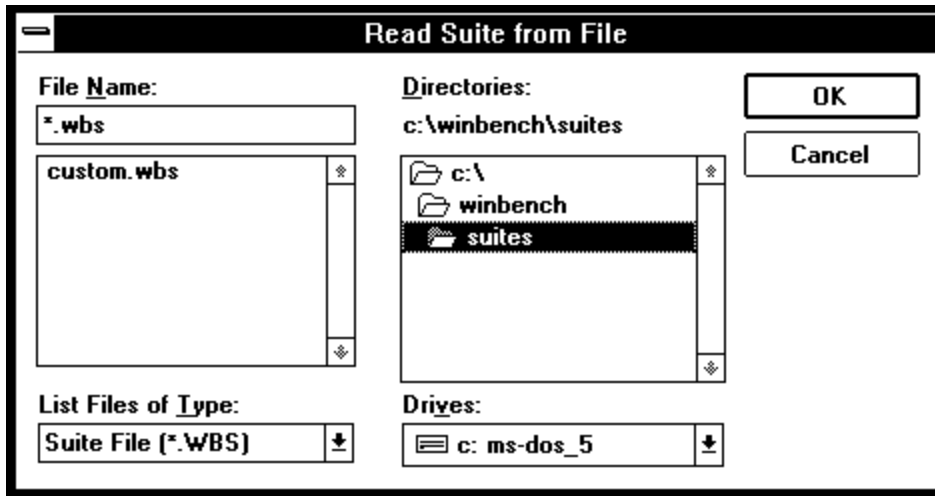 Read Suite from File
File Name:
*.wbs
custom.wbs
List Files of Type:
Suite File (*.WBS)
Directories:
c:\winbench\suites
c:\
winbench
suites
Drives:
c: ms-dos_5
OK
Cancel